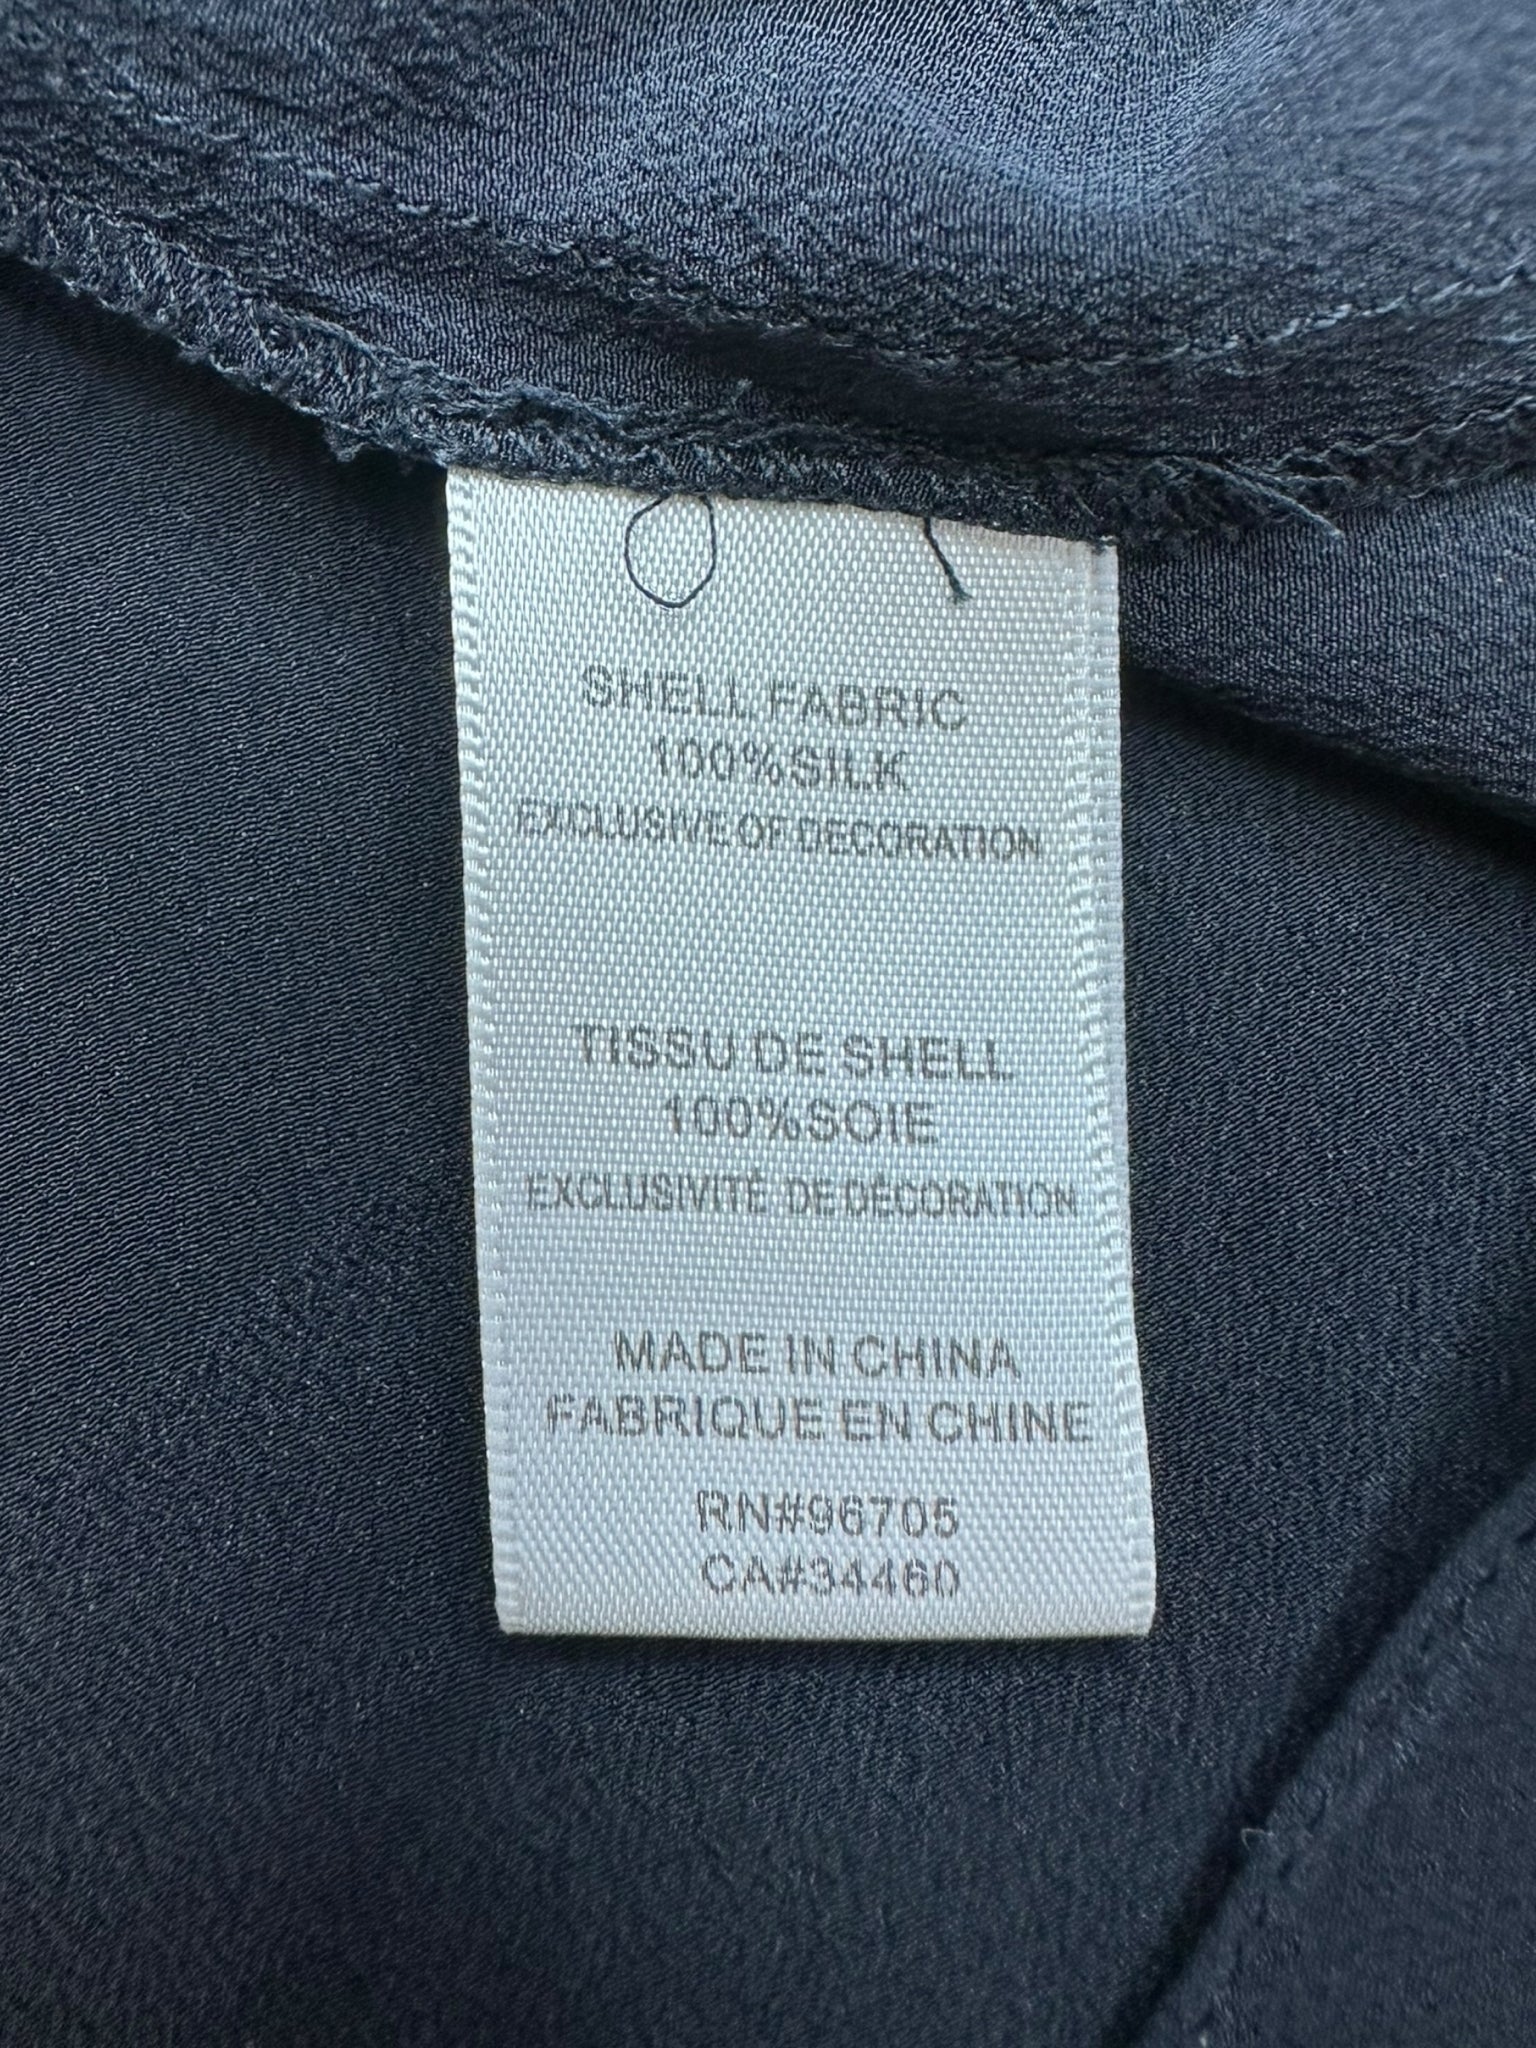 SHELL FABRIC
100%SILK
EXCLUSIVE OF DECORATION
TISSU DE SHELL
100%SOIE
EXCLUSIVITÉ DE DÉCORATION
MADE IN CHINA
FABRIQUE EN CHINE
RN#96705
CA#34460